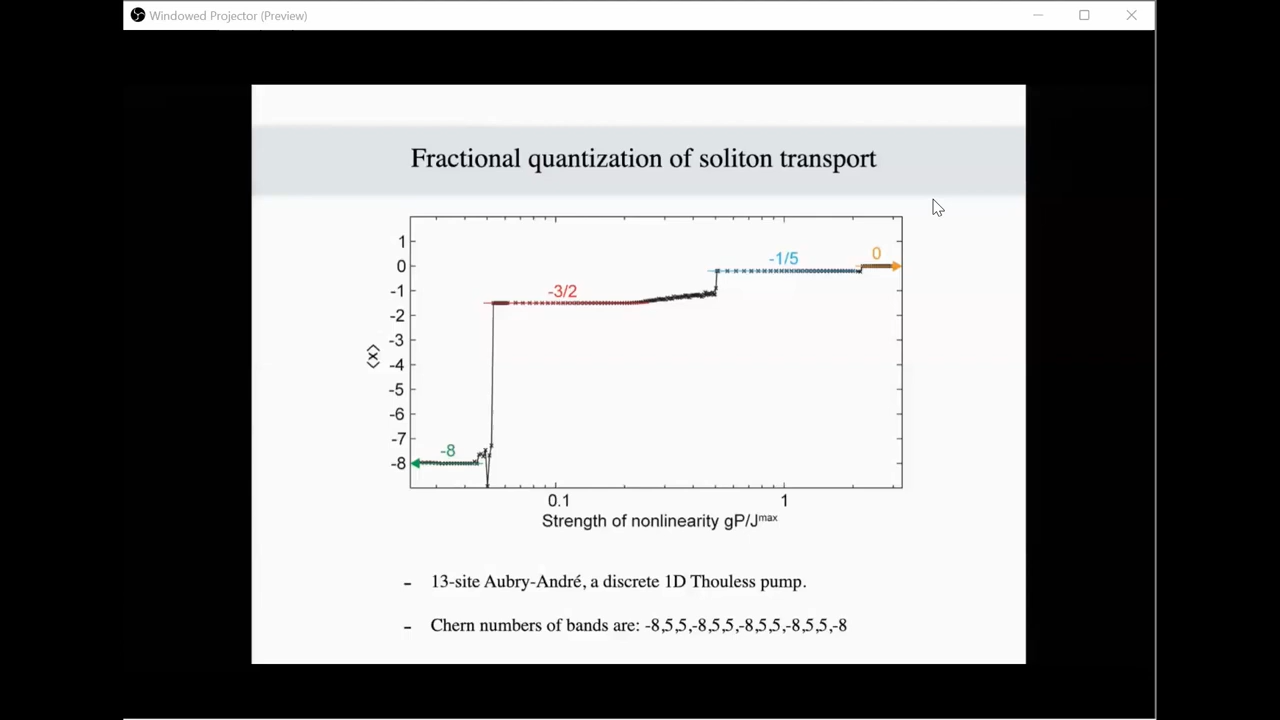 Windowed Projector (Preview)
Fractional quantization of soliton transport
1
0
-1
-2
-3
-4
-5
-6
-7
-8
⟨x⟩
-8
-3/2
-1/5
0
0.1
1
Strength of nonlinearity gP/Jᵐᵃˣ
- 13-site Aubry-André, a discrete 1D Thouless pump.
- Chern numbers of bands are: -8,5,5,-8,5,5,-8,5,5,-8,5,5,-8